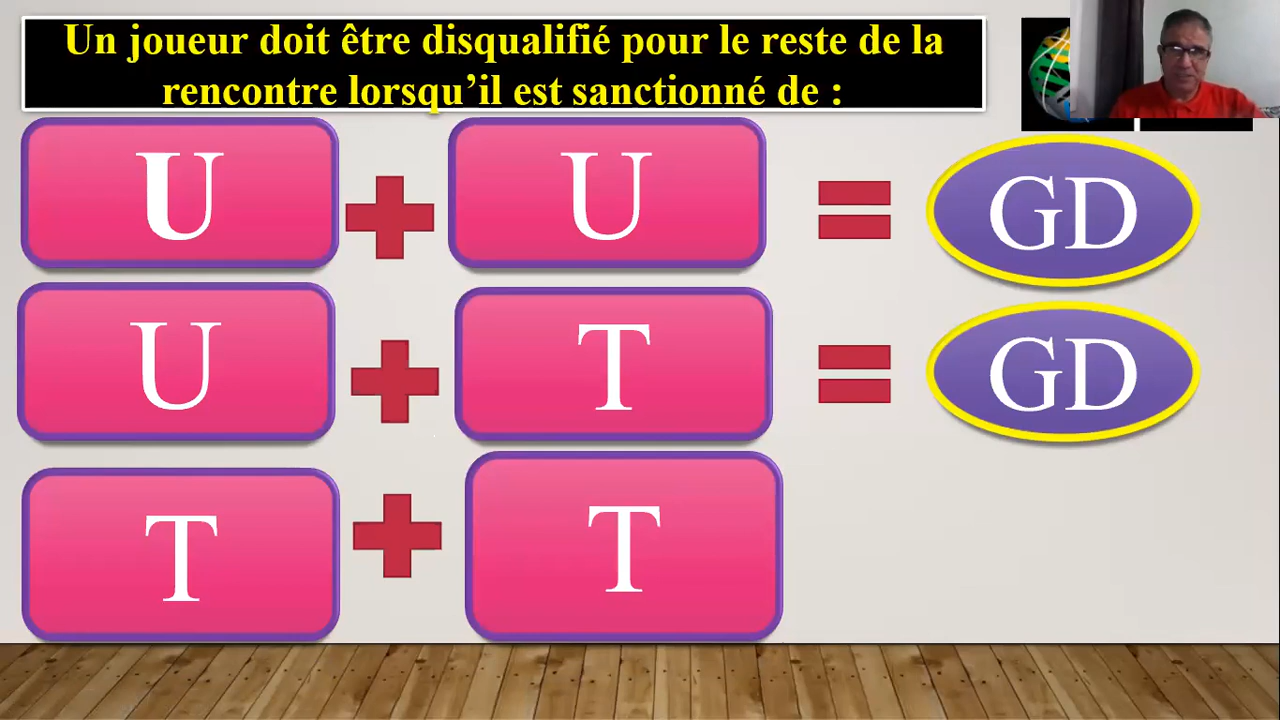 Un joueur doit être disqualifié pour le reste de la
rencontre lorsqu’il est sanctionné de :
U + U = GD
U + T = GD
T + T